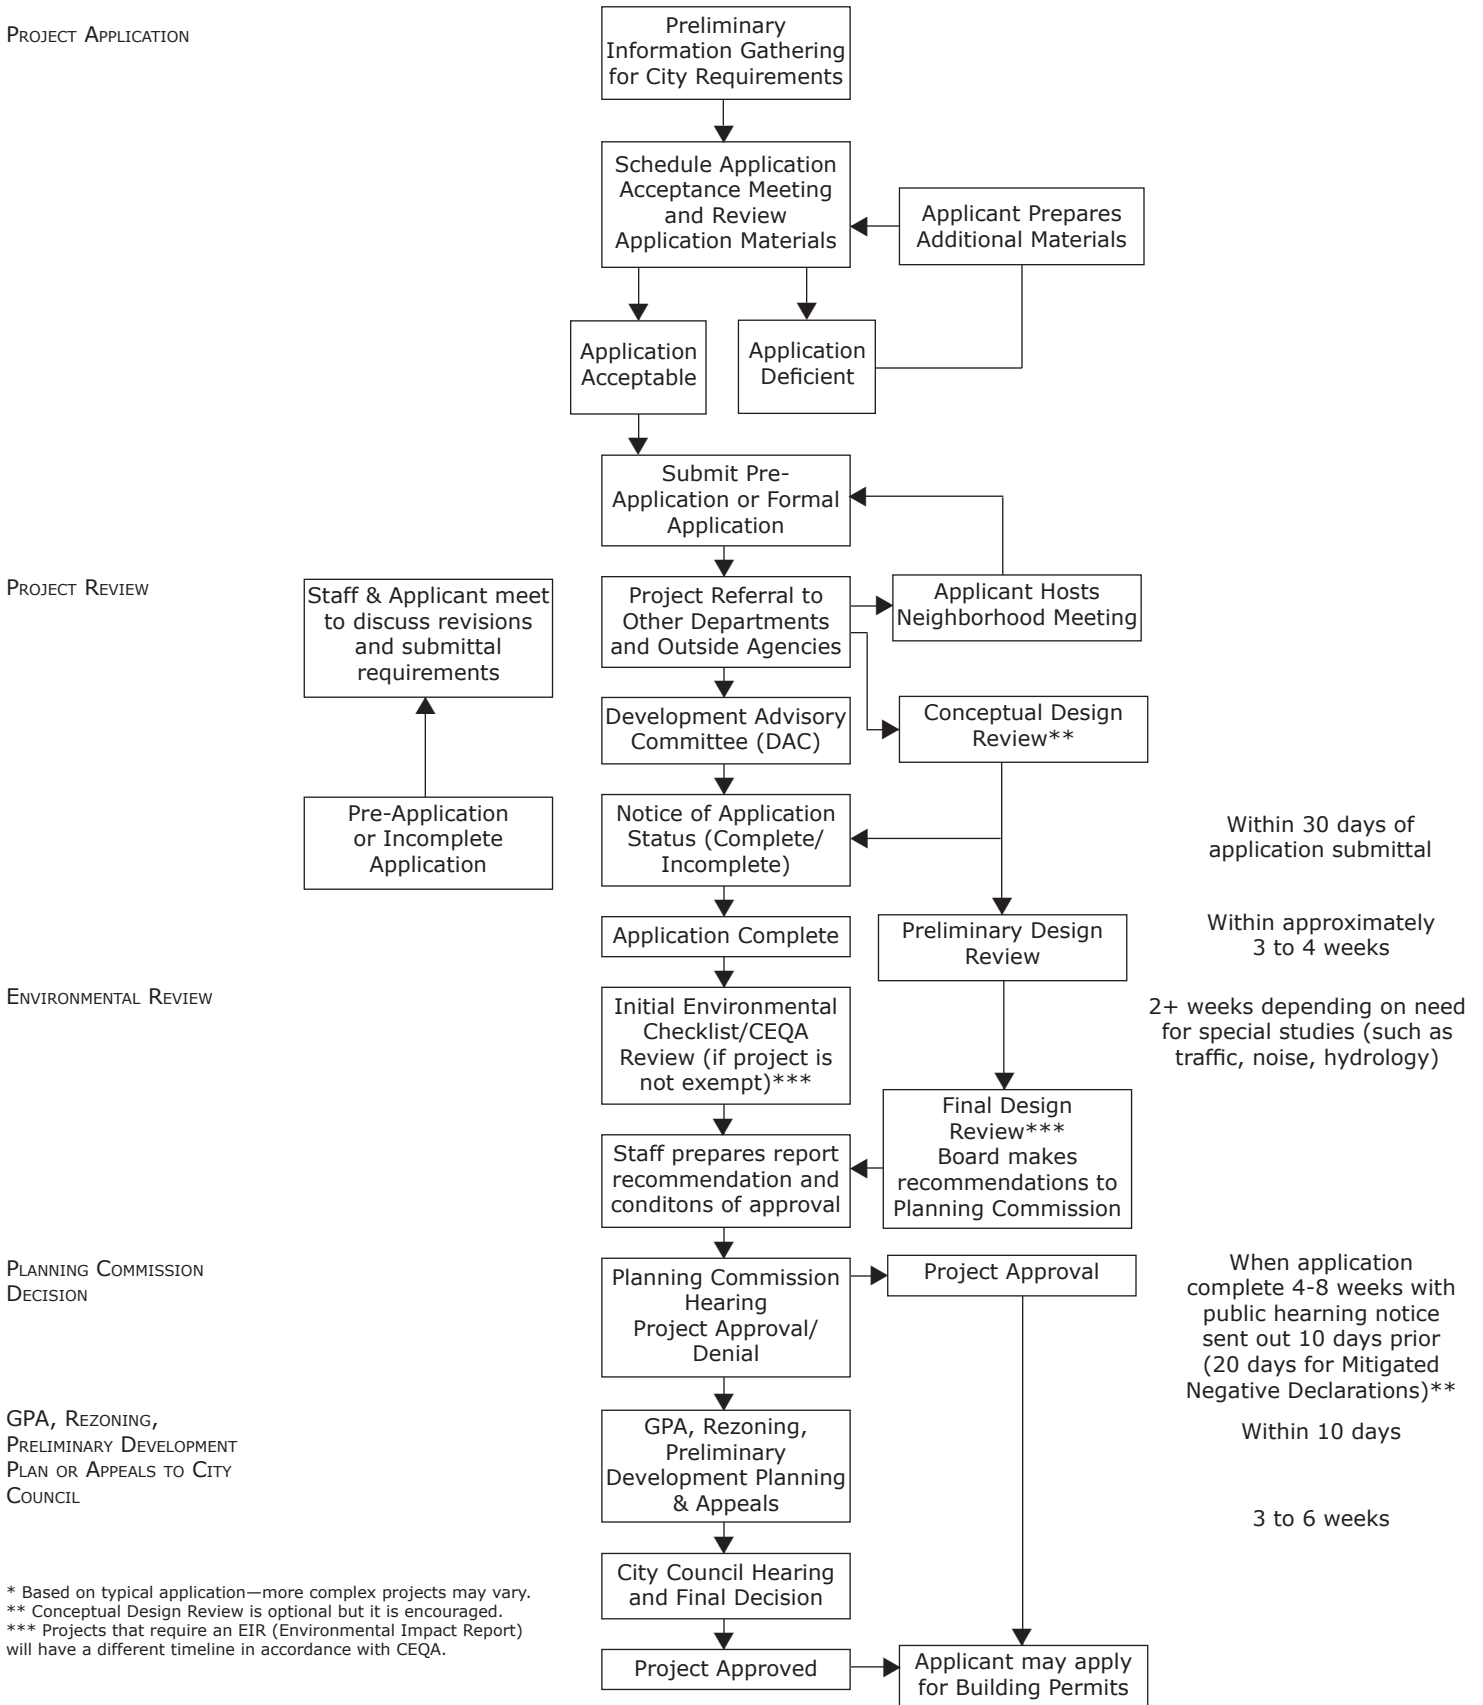 PROJECT APPLICATION
Preliminary
Information Gathering
for City Requirements
Schedule Application
Acceptance Meeting
and Review
Application Materials
Applicant Prepares
Additional Materials
Application
Acceptable
Application
Deficient
Submit Pre-
Application or Formal
Application
PROJECT REVIEW
Staff & Applicant meet
to discuss revisions
and submittal
requirements
Project Referral to
Other Departments
and Outside Agencies
Applicant Hosts
Neighborhood Meeting
Development Advisory
Committee (DAC)
Conceptual Design
Review**
Pre-Application
or Incomplete
Application
Notice of Application
Status (Complete/
Incomplete)
Within 30 days of
application submittal
Application Complete
Preliminary Design
Review
Within approximately
3 to 4 weeks
ENVIRONMENTAL REVIEW
Initial Environmental
Checklist/CEQA
Review (if project is
not exempt)***
2+ weeks depending on need
for special studies (such as
traffic, noise, hydrology)
Final Design
Review***
Board makes
recommendations to
Planning Commission
Staff prepares report
recommendation and
conditons of approval
PLANNING COMMISSION
DECISION
Planning Commission
Hearing
Project Approval/
Denial
Project Approval
When application
complete 4-8 weeks with
public hearning notice
sent out 10 days prior
(20 days for Mitigated
Negative Declarations)**
GPA, REZONING,
PRELIMINARY DEVELOPMENT
PLAN OR APPEALS TO CITY
COUNCIL
GPA, Rezoning,
Preliminary
Development Planning
& Appeals
Within 10 days
3 to 6 weeks
City Council Hearing
and Final Decision
* Based on typical application—more complex projects may vary.
** Conceptual Design Review is optional but it is encouraged.
*** Projects that require an EIR (Environmental Impact Report)
will have a different timeline in accordance with CEQA.
Project Approved
Applicant may apply
for Building Permits